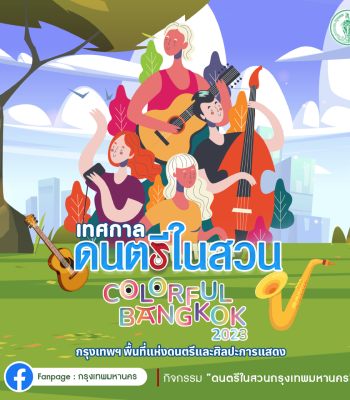 เทศกาล
ดนตรีในสวน
COLORFUL
BANGKOK
2023
กรุงเทพฯ พื้นที่แห่งดนตรีและศิลปะการแสดง
Fanpage : กรุงเทพมหานคร
กิจกรรม "ดนตรีในสวนกรุงเทพมหานคร